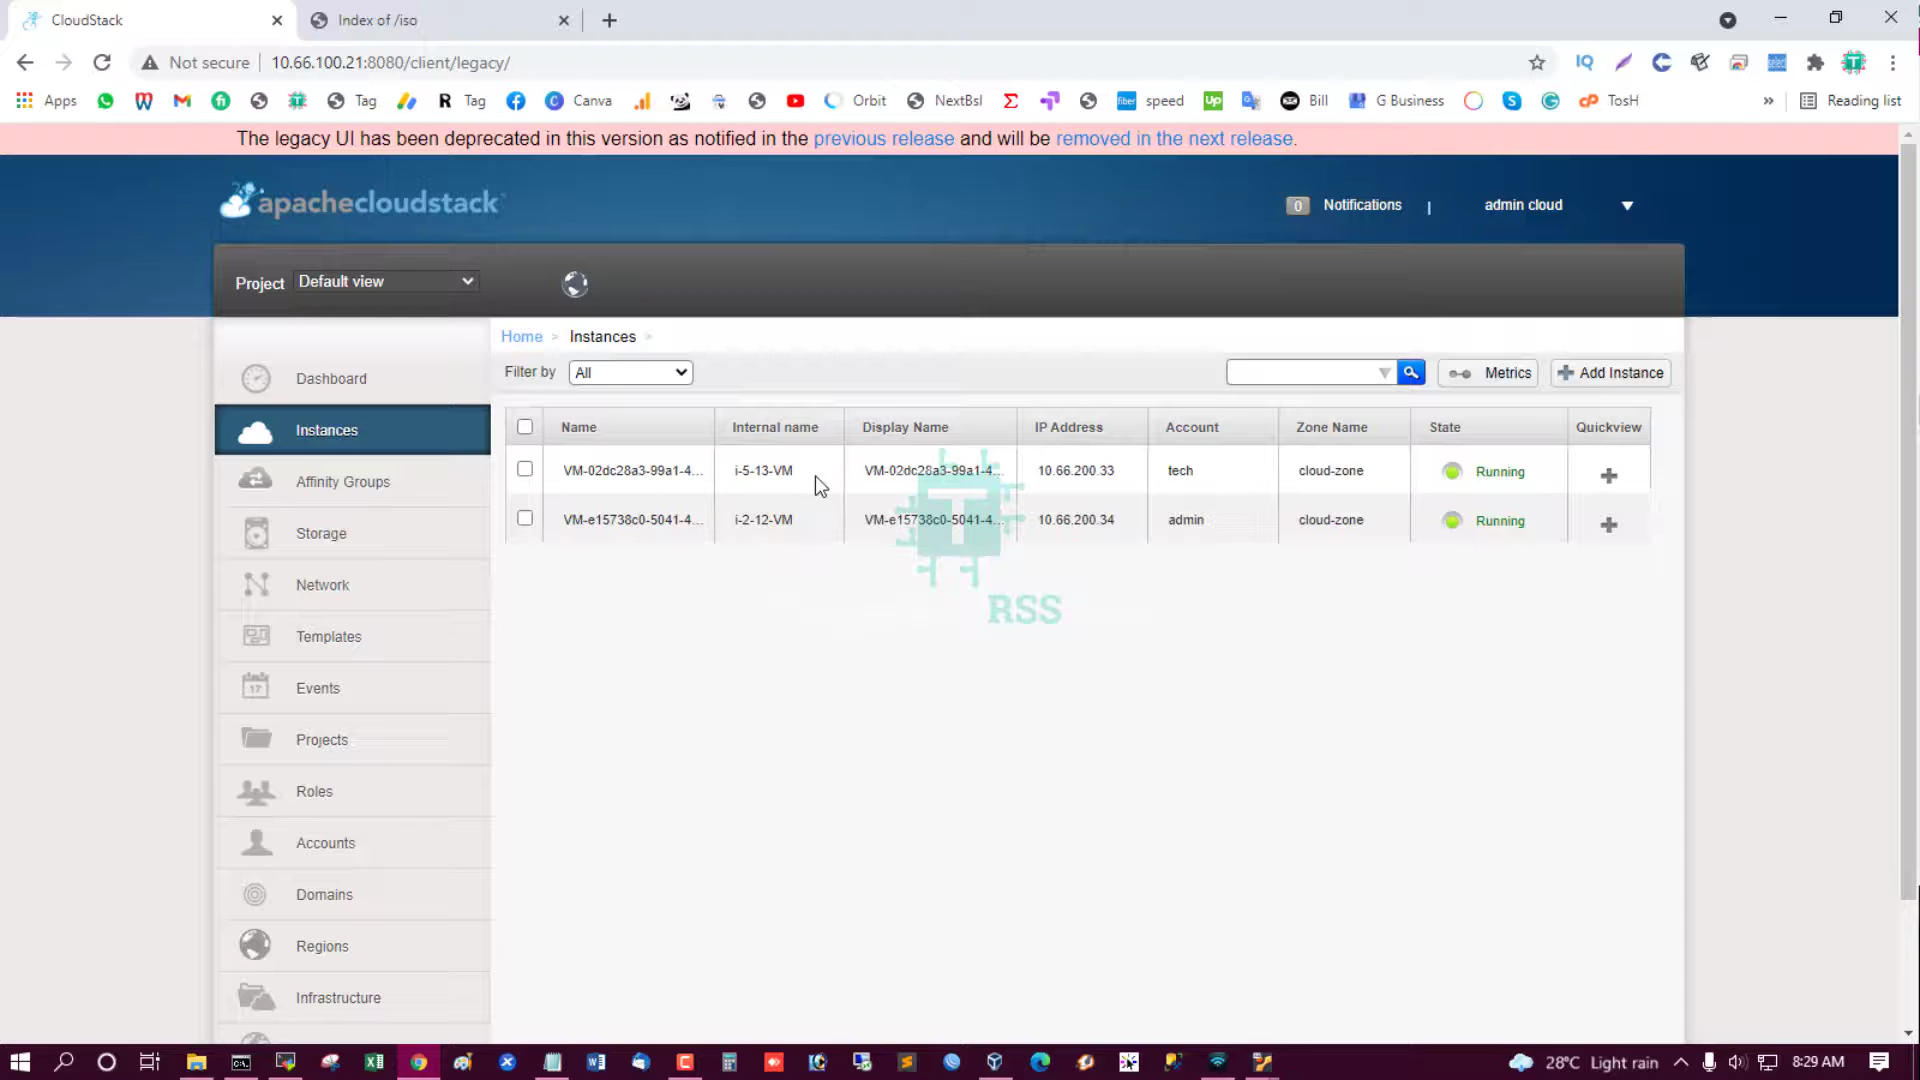 CloudStack
Index of /iso
Not secure
10.66.100.21:8080/client/legacy/
Apps
Tag
Tag
Canva
Orbit
NextBsl
speed
Bill
G Business
TosH
Reading list
The legacy UI has been deprecated in this version as notified in the previous release and will be removed in the next release.
apachecloudstack
0 Notifications | admin cloud
Project Default view
Home > Instances >
Filter by All
Metrics
Add Instance
Dashboard
Instances
Affinity Groups
Storage
Network
Templates
17 Events
Projects
Roles
Accounts
Domains
Regions
Infrastructure
Name Internal name Display Name IP Address Account Zone Name State Quickview
VM-02dc28a3-99a1-4... i-5-13-VM VM-02dc28a3-99a1-4... 10.66.200.33 tech cloud-zone Running
VM-e15738c0-5041-4... i-2-12-VM VM-e15738c0-5041-4... 10.66.200.34 admin cloud-zone Running
T
RSS
28°C Light rain
8:29 AM